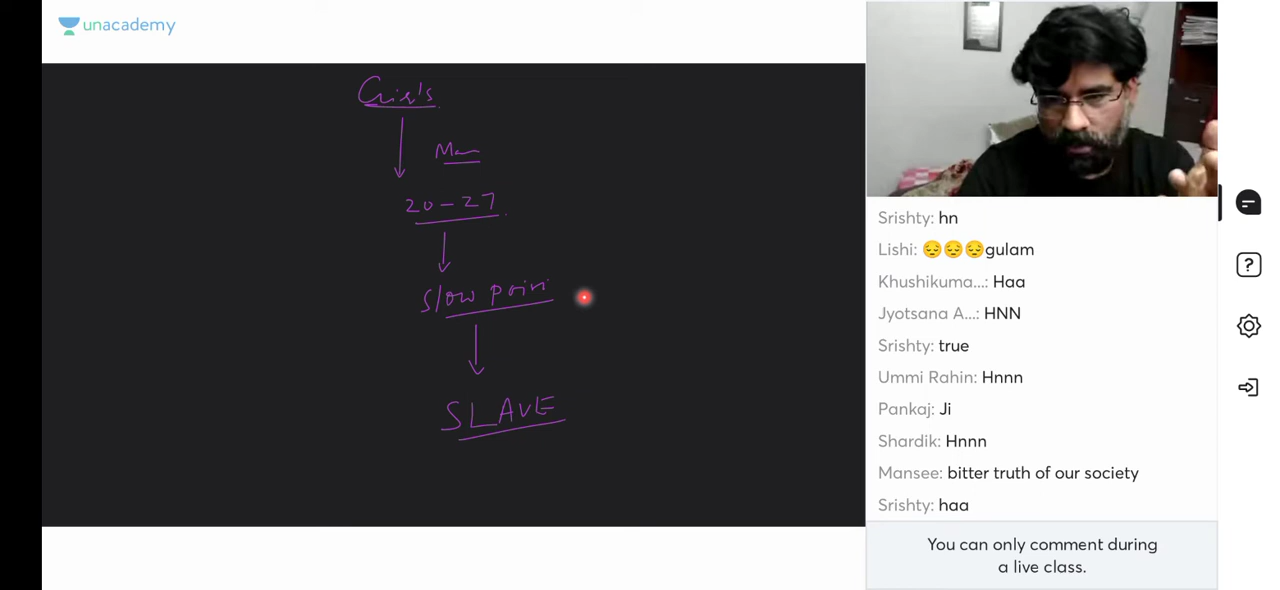 unacademy
Man
20-27
Slow
SLAVE
Srishty: hn
Lishi: 😔😔😔gulam
Khushikuma...: Haa
Jyotsana A...: HNN
Srishty: true
Ummi Rahin: Hnnn
Pankaj: Ji
Shardik: Hnnn
Mansee: bitter truth of our society
Srishty: haa
You can only comment during
a live class.